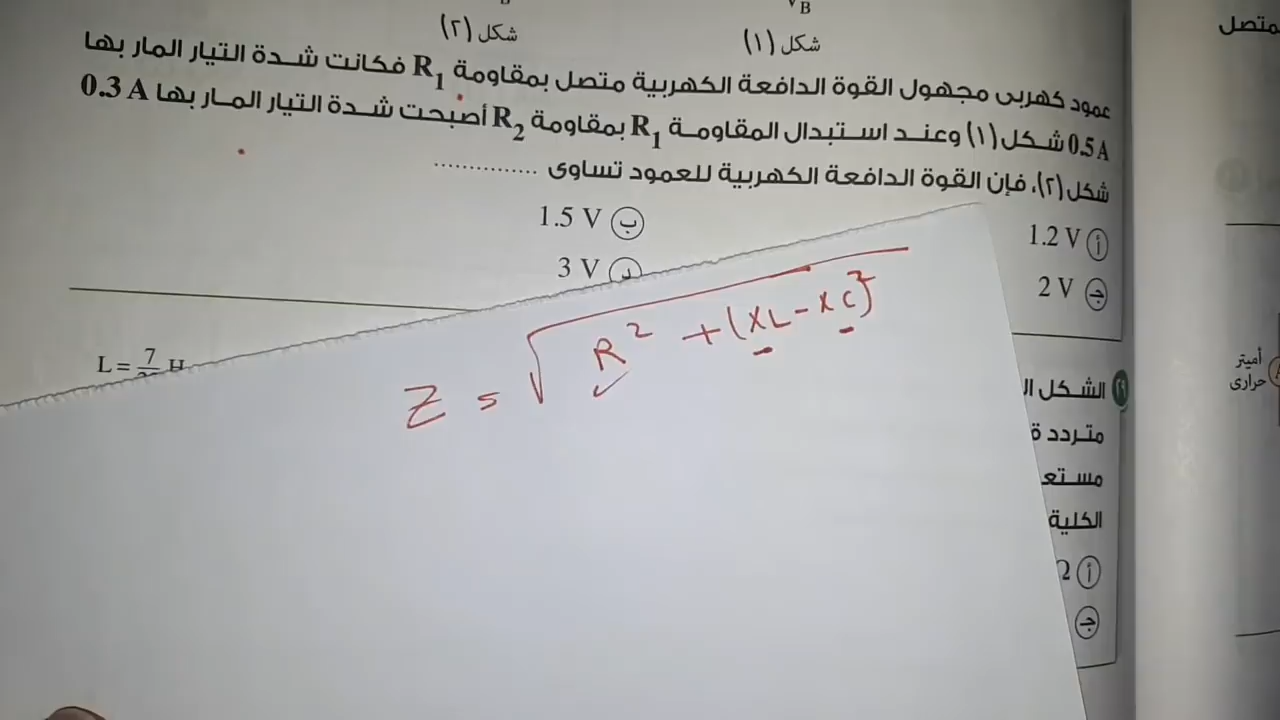 V_B
شكل (٢)
شكل (١)
متصل
عمود كهربى مجهول القوة الدافعة الكهربية متصل بمقاومة R₁ فكانت شدة التيار المار بها
0.5 A شكل (١) وعند استبدال المقاومة R₁ بمقاومة R₂ أصبحت شدة التيار المار بها 0.3 A
شكل (٢)، فإن القوة الدافعة الكهربية للعمود تساوى ...............
أ 1.2 V
ب 1.5 V
ج 2 V
د 3 V
Z = √R² + (XL - XC)²
L = 7
H
الشكل ال
متردد
مستع
الكلية
أ
ج
أميتر
حرارى